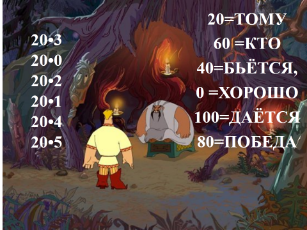 20•3
20•0
20•2
20•1
20•4
20•5
20=ТОМУ
60 =КТО
40=БЬЁТСЯ,
0 =ХОРОШО
100=ДАЁТСЯ
80=ПОБЕДА